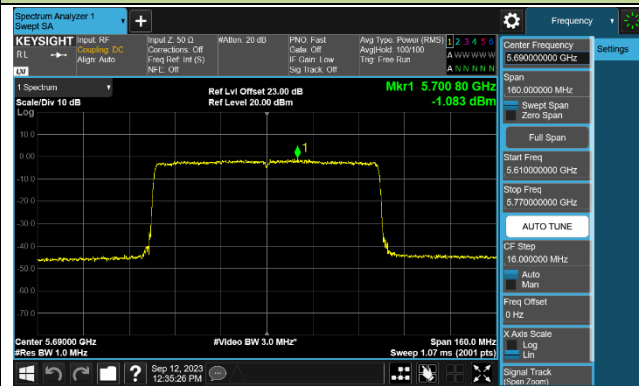 Spectrum Analyzer 1
Swept SA
Frequency
KEYSIGHT
Input: RF
Input Z: 50 Ω
#Atten: 20 dB
PNO: Fast
Avg Type: Power (RMS)
1 2 3 4 5 6
RL
Coupling: DC
Corrections: Off
Gate: Off
Avg|Hold: 100/100
A W W W W W
Align: Auto
Freq Ref: Int (S)
IF Gain: Low
Trig: Free Run
LXI
NFE: Off
Sig Track: Off
A N N N N N
1 Spectrum
Scale/Div 10 dB
Ref Lvl Offset 23.00 dB
Ref Level 20.00 dBm
Mkr1 5.700 80 GHz
-1.083 dBm
Log
10.0
0.00
-10.0
-20.0
-30.0
-40.0
-50.0
-60.0
-70.0
1
Center 5.69000 GHz
#Video BW 3.0 MHz*
Span 160.0 MHz
#Res BW 1.0 MHz
Sweep 1.07 ms (2001 pts)
Center Frequency
5.690000000 GHz
Settings
Span
160.000000 MHz
Swept Span
Zero Span
Full Span
Start Freq
5.610000000 GHz
Stop Freq
5.770000000 GHz
AUTO TUNE
CF Step
16.000000 MHz
Auto
Man
Freq Offset
0 Hz
X Axis Scale
Log
Lin
Signal Track
(Span Zoom)
?
Sep 12, 2023
12:35:26 PM